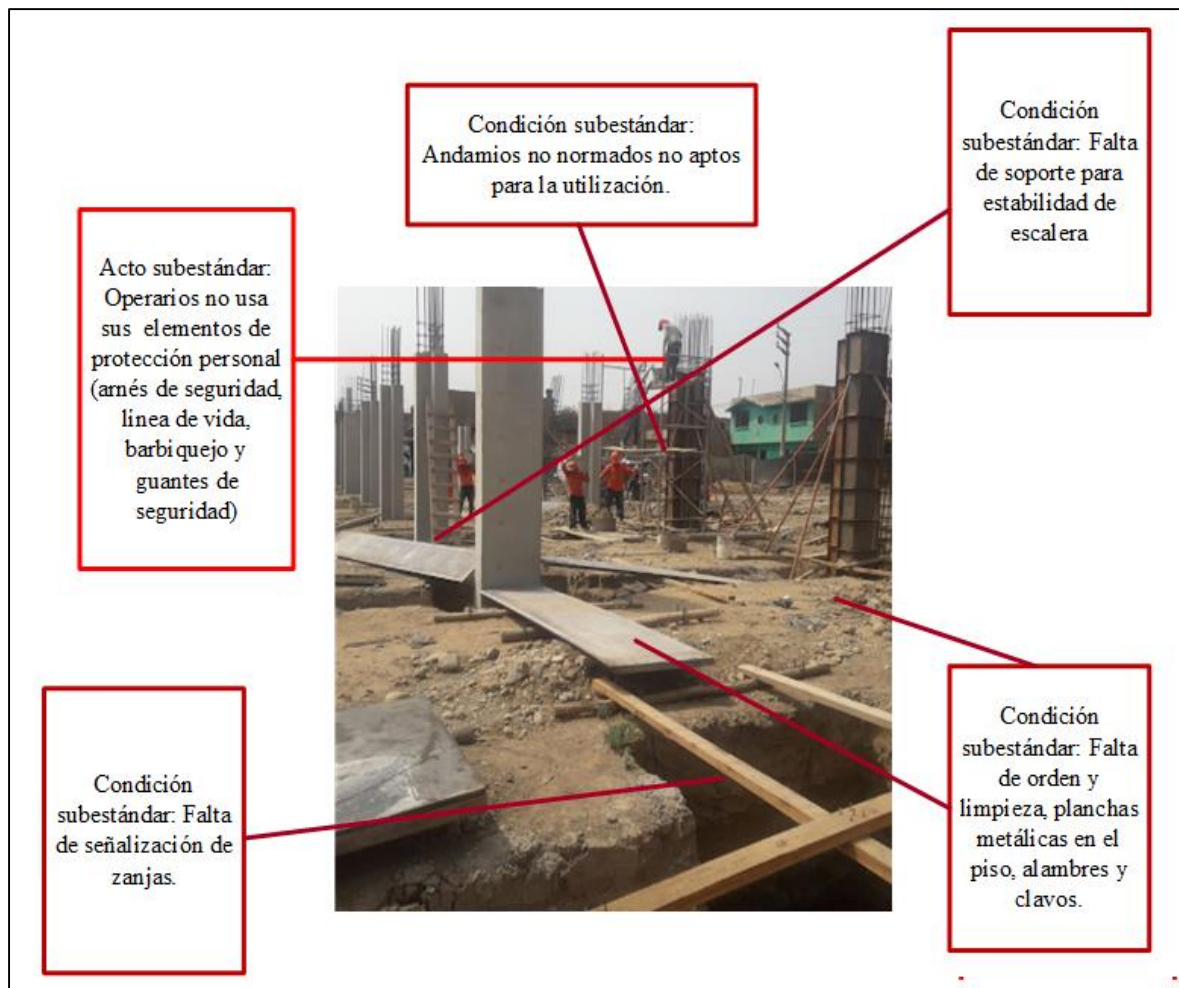 Condición subestándar:
Andamios no normados no aptos
para la utilización.
Condición
subestándar: Falta
de soporte para
estabilidad de
escalera
Acto subestándar:
Operarios no usa
sus elementos de
protección personal
(arnés de seguridad,
linea de vida,
barbiquejo y
guantes de
seguridad)
Condición
subestándar: Falta
de señalización de
zanjas.
Condición
subestándar: Falta
de orden y
limpieza, planchas
metálicas en el
piso, alambres y
clavos.